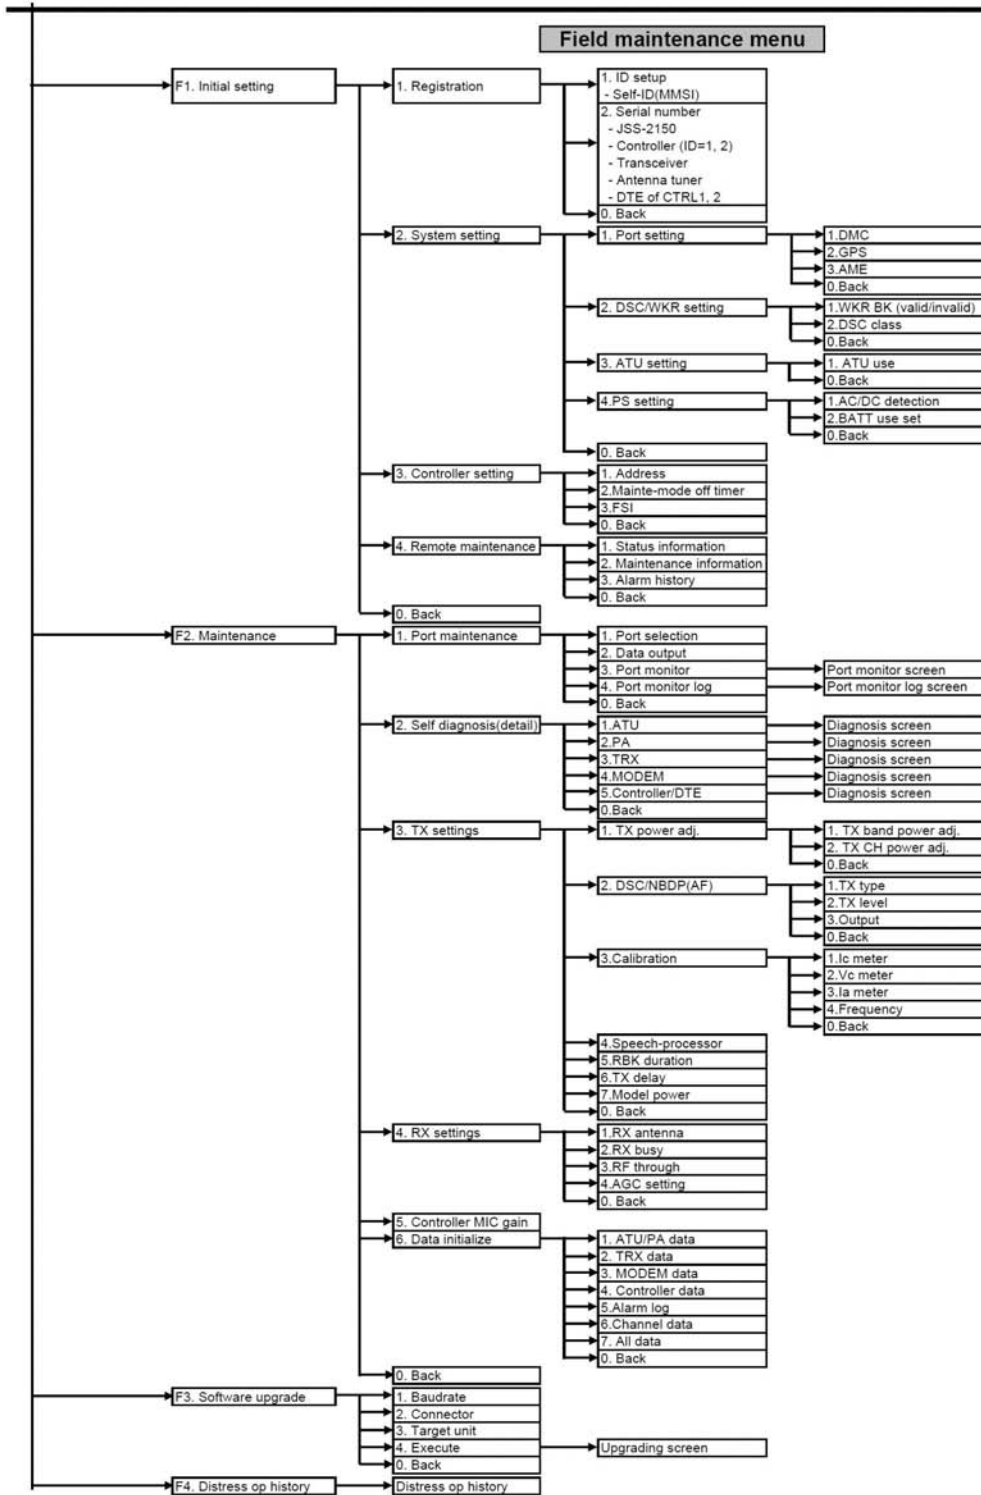 Field maintenance menu
F1. Initial setting
1. Registration
1. ID setup
- Self-ID(MMSI)
2. Serial number
- JSS-2150
- Controller (ID=1, 2)
- Transceiver
- Antenna tuner
- DTE of CTRL1, 2
0. Back
2. System setting
1. Port setting
1.DMC
2.GPS
3.AME
0.Back
2. DSC/WKR setting
1.WKR BK (valid/invalid)
2.DSC class
0.Back
3. ATU setting
1. ATU use
0.Back
4.PS setting
1.AC/DC detection
2.BATT use set
0.Back
0. Back
3. Controller setting
1. Address
2.Mainte-mode off timer
3.FSI
0. Back
4. Remote maintenance
1. Status information
2. Maintenance information
3. Alarm history
0. Back
0. Back
F2. Maintenance
1. Port maintenance
1. Port selection
2. Data output
3. Port monitor
Port monitor screen
4. Port monitor log
Port monitor log screen
0. Back
2. Self diagnosis(detail)
1.ATU
Diagnosis screen
2.PA
Diagnosis screen
3.TRX
Diagnosis screen
4.MODEM
Diagnosis screen
5.Controller/DTE
Diagnosis screen
0.Back
3. TX settings
1. TX power adj.
1. TX band power adj.
2. TX CH power adj.
0.Back
2. DSC/NBDP(AF)
1.TX type
2.TX level
3.Output
0.Back
3.Calibration
1.Ic meter
2.Vc meter
3.Ia meter
4.Frequency
0.Back
4.Speech-processor
5.RBK duration
6.TX delay
7.Model power
0. Back
4. RX settings
1.RX antenna
2.RX busy
3.RF through
4.AGC setting
0. Back
5. Controller MIC gain
6. Data initialize
1. ATU/PA data
2. TRX data
3. MODEM data
4. Controller data
5.Alarm log
6.Channel data
7. All data
0. Back
0. Back
F3. Software upgrade
1. Baudrate
2. Connector
3. Target unit
4. Execute
Upgrading screen
0. Back
F4. Distress op history
Distress op history